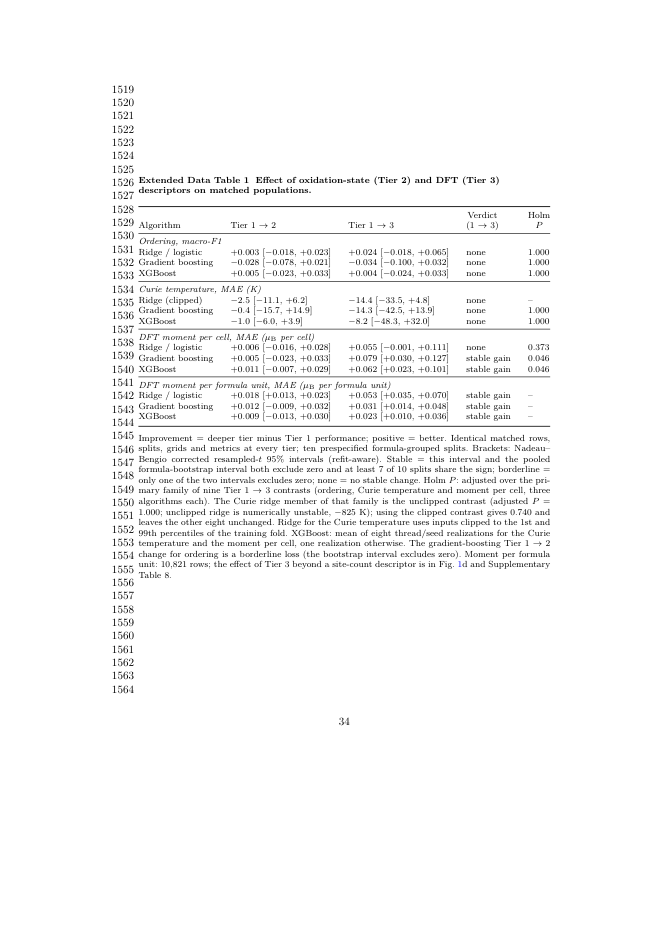 1519
1520
1521
1522
1523
1524
1525
1526 Extended Data Table 1 Effect of oxidation-state (Tier 2) and DFT (Tier 3)
1527 descriptors on matched populations.
1528 Verdict Holm
1529 Algorithm Tier 1 → 2 Tier 1 → 3 (1 → 3) P
1530 Ordering, macro-F1
1531 Ridge / logistic +0.003 [−0.018, +0.023] +0.024 [−0.018, +0.065] none 1.000
1532 Gradient boosting −0.028 [−0.078, +0.021] −0.034 [−0.100, +0.032] none 1.000
1533 XGBoost +0.005 [−0.023, +0.033] +0.004 [−0.024, +0.033] none 1.000
1534 Curie temperature, MAE (K)
1535 Ridge (clipped) −2.5 [−11.1, +6.2] −14.4 [−33.5, +4.8] none –
1536 Gradient boosting −0.4 [−15.7, +14.9] −14.3 [−42.5, +13.9] none 1.000
XGBoost −1.0 [−6.0, +3.9] −8.2 [−48.3, +32.0] none 1.000
1537
1538 DFT moment per cell, MAE (μB per cell)
Ridge / logistic +0.006 [−0.016, +0.028] +0.055 [−0.001, +0.111] none 0.373
1539 Gradient boosting +0.005 [−0.023, +0.033] +0.079 [+0.030, +0.127] stable gain 0.046
1540 XGBoost +0.011 [−0.007, +0.029] +0.062 [+0.023, +0.101] stable gain 0.046
1541 DFT moment per formula unit, MAE (μB per formula unit)
1542 Ridge / logistic +0.018 [+0.013, +0.023] +0.053 [+0.035, +0.070] stable gain –
1543 Gradient boosting +0.012 [−0.009, +0.032] +0.031 [+0.014, +0.048] stable gain –
1544 XGBoost +0.009 [−0.013, +0.030] +0.023 [+0.010, +0.036] stable gain –
1545 Improvement = deeper tier minus Tier 1 performance; positive = better. Identical matched rows,
1546 splits, grids and metrics at every tier; ten prespecified formula-grouped splits. Brackets: Nadeau–
1547 Bengio corrected resampled-t 95% intervals (refit-aware). Stable = this interval and the pooled
1548 formula-bootstrap interval both exclude zero and at least 7 of 10 splits share the sign; borderline =
only one of the two intervals excludes zero; none = no stable change. Holm P: adjusted over the pri-
1549 mary family of nine Tier 1 → 3 contrasts (ordering, Curie temperature and moment per cell, three
1550 algorithms each). The Curie ridge member of that family is the unclipped contrast (adjusted P =
1551 1.000; unclipped ridge is numerically unstable, −825 K); using the clipped contrast gives 0.740 and
1552 leaves the other eight unchanged. Ridge for the Curie temperature uses inputs clipped to the 1st and
99th percentiles of the training fold. XGBoost: mean of eight thread/seed realizations for the Curie
1553 temperature and the moment per cell, one realization otherwise. The gradient-boosting Tier 1 → 2
1554 change for ordering is a borderline loss (the bootstrap interval excludes zero). Moment per formula
1555 unit: 10,821 rows; the effect of Tier 3 beyond a site-count descriptor is in Fig. 1d and Supplementary
1556 Table 8.
1557
1558
1559
1560
1561
1562
1563
1564
34